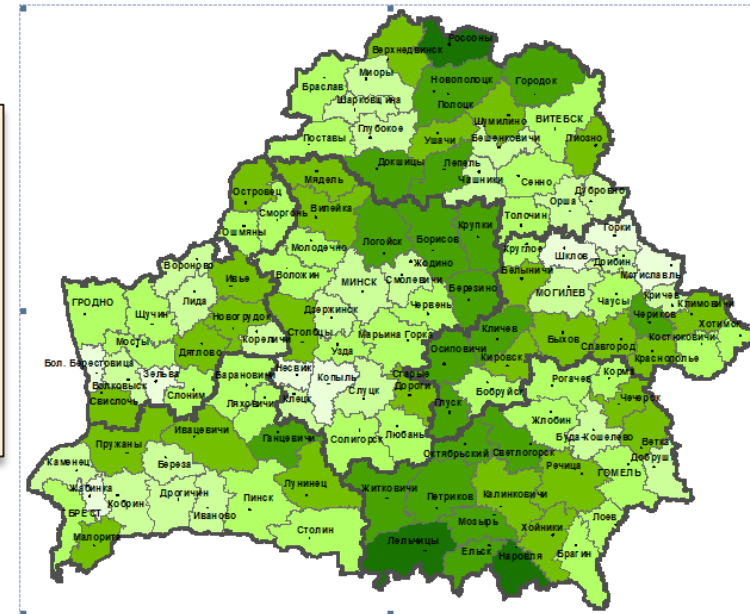 Россоны
Верхнедвинск
Миоры
Браслав
Новополоцк
Городок
Шарковщина
Полоцк
Шумилино
ВИТЕБСК
Поставы
Глубокое
Ушачи
Бешенковичи
Лиозно
Докшицы
Лепель
Чашники
Мядель
Сенно
Дубровно
Островец
Орша
Вилейка
Сморгонь
Толочин
Крупки
Ошмяны
Логойск
Борисов
Горки
Молодечно
Круглое
Шклов
Дрибин
Вороново
Жодино
Мстиславль
Воложин
Белыничи
Ивье
МИНСК
Смолевичи
Березино
Кричев
ГРОДНО
Лида
МОГИЛЕВ
Чаусы
Климовичи
Щучин
Дзержинск
Червень
Чериков
Новогрудок
Хотимск
Столбцы
Кличев
Костюковичи
Мосты
Кореличи
Марьина Горка
Быхов
Славгород
Дятлово
Узда
Осиповичи
Кировск
Краснополье
Бол. Берестовица
Зельва
Барановичи
Несвиж
Копыль
Старые
Дороги
Рогачев
Корма
Волковыск
Слуцк
Бобруйск
Свислочь
Слоним
Клецк
Чечерск
Ляховичи
Глуск
Жлобин
Любань
Ивацевичи
Ганцевичи
Солигорск
Буда-Кошелево
Пружаны
Октябрьский
Светлогорск
Ветка
Каменец
Береза
Речица
ГОМЕЛЬ
Добруш
Жабинка
Дрогичин
Лунинец
Житковичи
Кобрин
Пинск
Петриков
Калинковичи
БРЕСТ
Иваново
Лоев
Столин
Мозырь
Хойники
Малорита
Лельчицы
Ельск
Наровля
Брагин